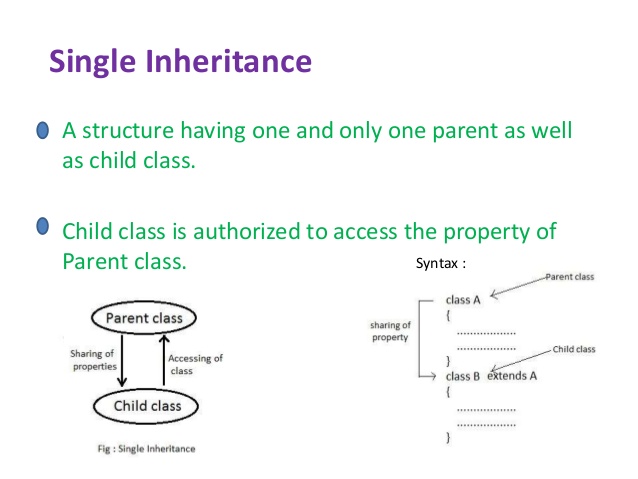 Single Inheritance
A structure having one and only one parent as well
as child class.
Child class is authorized to access the property of
Parent class.
Parent class
Sharing of
properties
Accessing of
class
Child class
Fig : Single Inheritance
Syntax :
Parent class
class A
{
sharing of
property
..................
..................
}
Child class
class B extends A
{
..................
..................
}